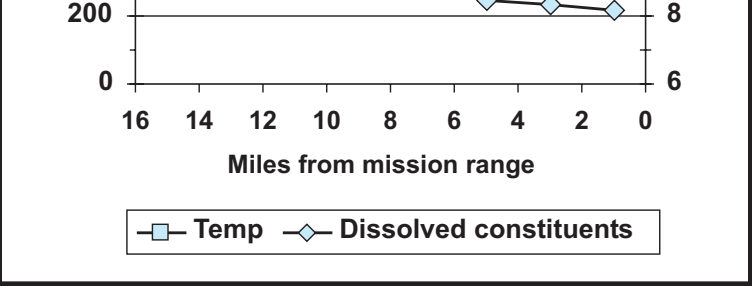 200 8
0 6
16 14 12 10 8 6 4 2 0
Miles from mission range
Temp Dissolved constituents